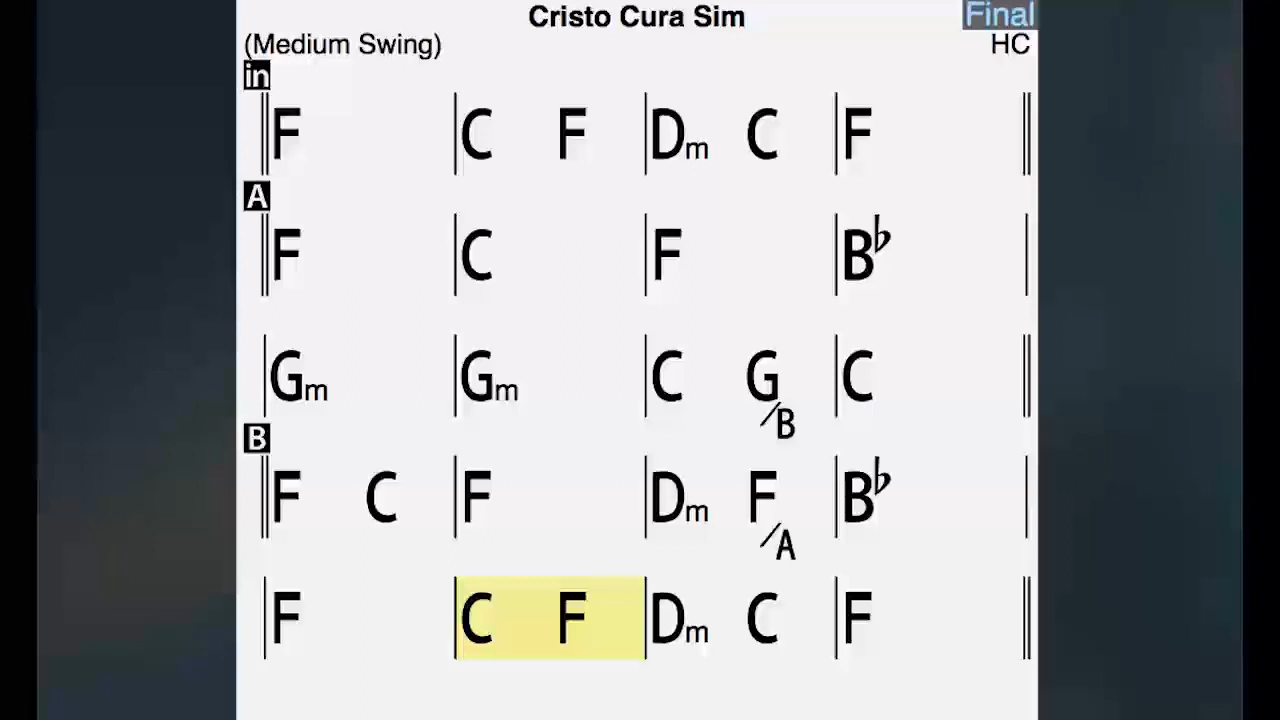 Cristo Cura Sim Final
(Medium Swing) HC
in
F C F Dm C F
A
F C F B♭
Gm Gm C G/B C
B
F C F Dm F/A B♭
F C F Dm C F